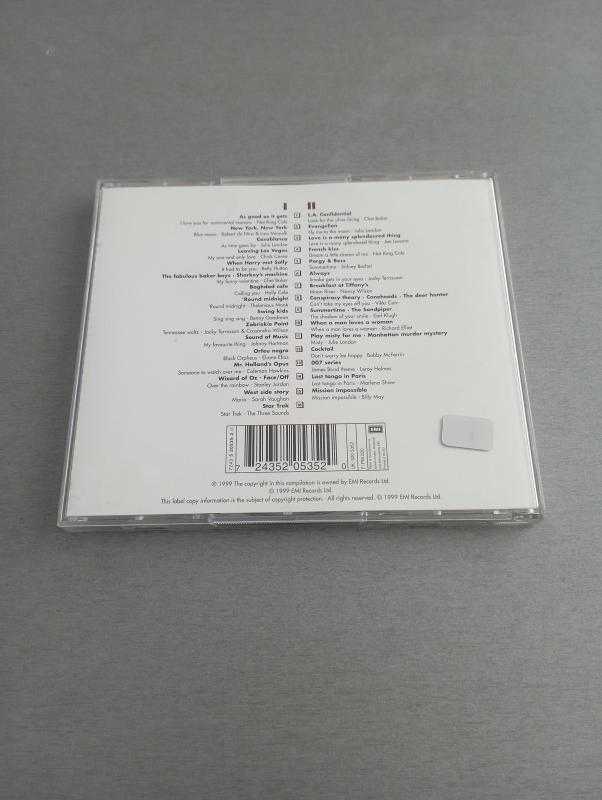 I
As good as it gets
I love you for sentimental reasons · Nat King Cole
New York, New York
Blue moon · Robert de Niro & Mary
Casablanca
As time goes by · Julie London
Leaving Las Vegas
My one and only love · Chris
When Harry met Sally
It had to be you · Betty Hutton
The fabulous baker boys · Sharkey's machine
My funny valentine · Chet Baker
Baghdad cafe
Calling you · Holly Cole
'Round midnight
'Round midnight · Thelonious Monk
Swing kids
Sing sing sing · Benny Goodman
Zabriskie Point
Tennessee waltz · Jacky Terrasson & Cassandra Wilson
Sound of Music
My favourite thing · Johnny Hartman
Orfeu negro
Black Orpheus · Eliane Elias
Mr. Holland's Opus
Someone to watch over me · Coleman Hawkins
Wizard of Oz · Face/Off
Over the rainbow · Stanley Jordan
West side story
Maria · Sarah Vaughan
Star Trek
Star Trek · The Three Sounds
II
L.A. Confidential
Look for the silver lining · Chet Baker
Evangelion
Fly me to the moon · Julie London
Love is a many splendoured thing
Love is a many splendoured thing · Joe
French kiss
Dream a little dream of me · Nat King Cole
Porgy & Bess
Summertime · Sidney Bechet
Always
Smoke gets in your eyes · Jacky Terrasson
Breakfast at Tiffany's
Moon River · Nancy Wilson
Conspiracy theory · Coneheads · The deer hunter
Can't take my eyes off you · Vikki Carr
Summertime · The Sandpiper
The shadow of your smile · Earl Klugh
When a man loves a woman
When a man loves a woman · Richard Elliot
Play misty for me · Manhattan murder mystery
Misty · Julie London
Cocktail
Don't worry be happy · Bobby McFerrin
007 series
James Bond theme · Leroy Holmes
Last tango in Paris
Last tango in Paris · Marlena Shaw
Mission impossible
Mission impossible · Billy May
7 24352 05352 0
EMI
℗ 1999 The copyright in this compilation is owned by EMI Records Ltd.
© 1999 EMI Records Ltd.
This label copy information is the subject of copyright protection. All rights reserved. © 1999 EMI Records Ltd.